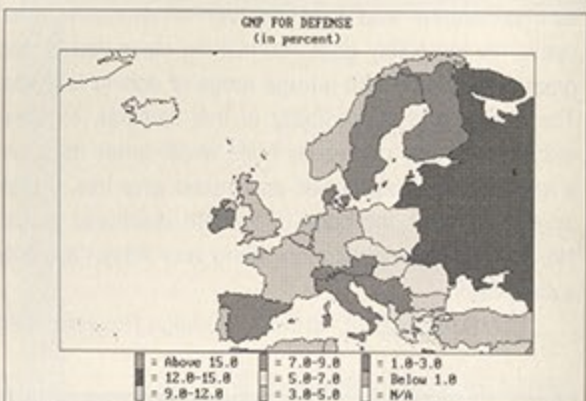 GNP FOR DEFENSE
(in percent)
= Above 15.0 = 7.0-9.0 = 1.0-3.0
= 12.0-15.0 = 5.0-7.0 = Below 1.0
= 9.0-12.0 = 3.0-5.0 = N/A